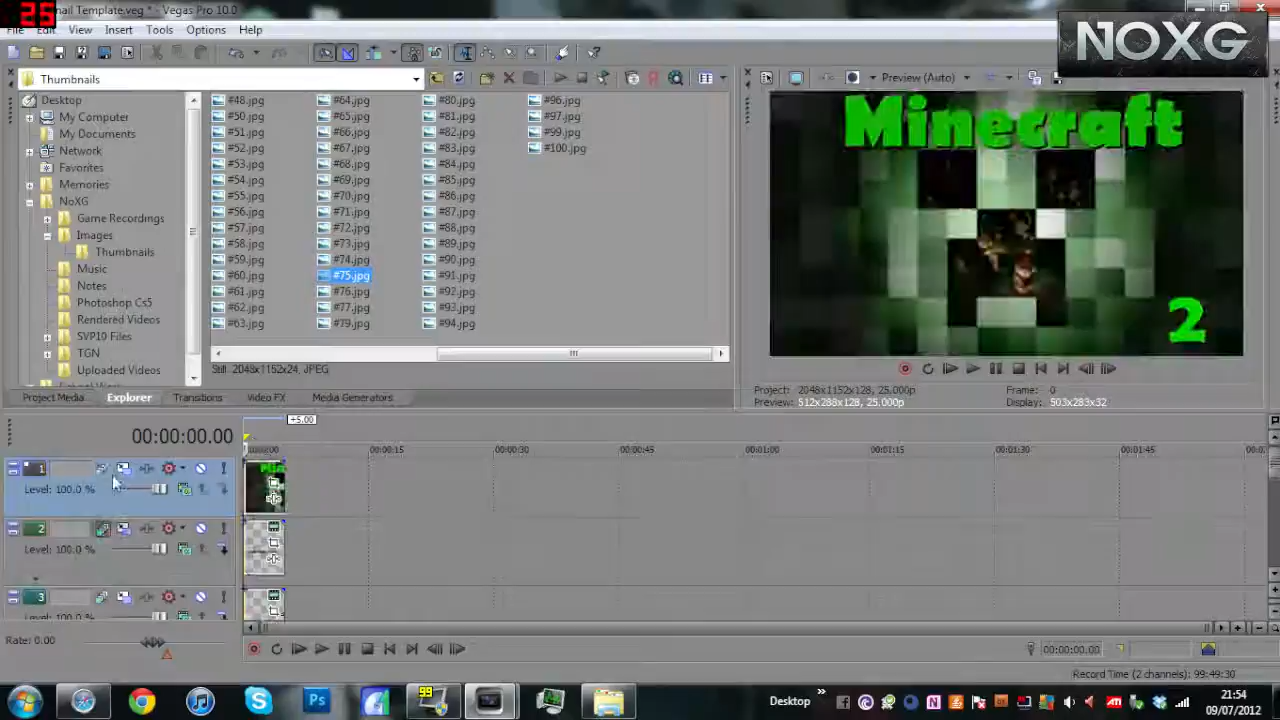 25
nail Template.veg * - Vegas Pro 10.0
File Edit View Insert Tools Options Help
NOXG
Thumbnails
Preview (Auto)
Desktop
My Computer
My Documents
Network
Favorites
Memories
NoXG
Game Recordings
Images
Thumbnails
Music
Notes
Photoshop Cs5
Rendered Videos
SVP10 Files
TGN
Uploaded Videos
#48.jpg #64.jpg #80.jpg #96.jpg
#50.jpg #65.jpg #81.jpg #97.jpg
#51.jpg #66.jpg #82.jpg #99.jpg
#52.jpg #67.jpg #83.jpg #100.jpg
#53.jpg #68.jpg #84.jpg
#54.jpg #69.jpg #85.jpg
#55.jpg #70.jpg #86.jpg
#56.jpg #71.jpg #87.jpg
#57.jpg #72.jpg #88.jpg
#58.jpg #73.jpg #89.jpg
#59.jpg #74.jpg #90.jpg
#60.jpg #75.jpg #91.jpg
#61.jpg #76.jpg #92.jpg
#62.jpg #77.jpg #93.jpg
#63.jpg #79.jpg #94.jpg
Still: 2048x1152x24, JPEG
Minecraft
2
Project Media Explorer Transitions Video FX Media Generators
Project: 2048x1152x128, 25.000p Frame: 0
Preview: 512x288x128, 25.000p Display: 503x283x32
+5.00
00:00:00.00
00:00:15 00:00:30 00:00:45 00:01:00 00:01:15 00:01:30 00:01:45
1
Level: 100.0 %
2
Level: 100.0 %
3
Level: 100.0 %
Rate: 0.00
00:00:00.00
Record Time (2 channels): 99:49:30
99
Ps
Desktop
21:54
09/07/2012